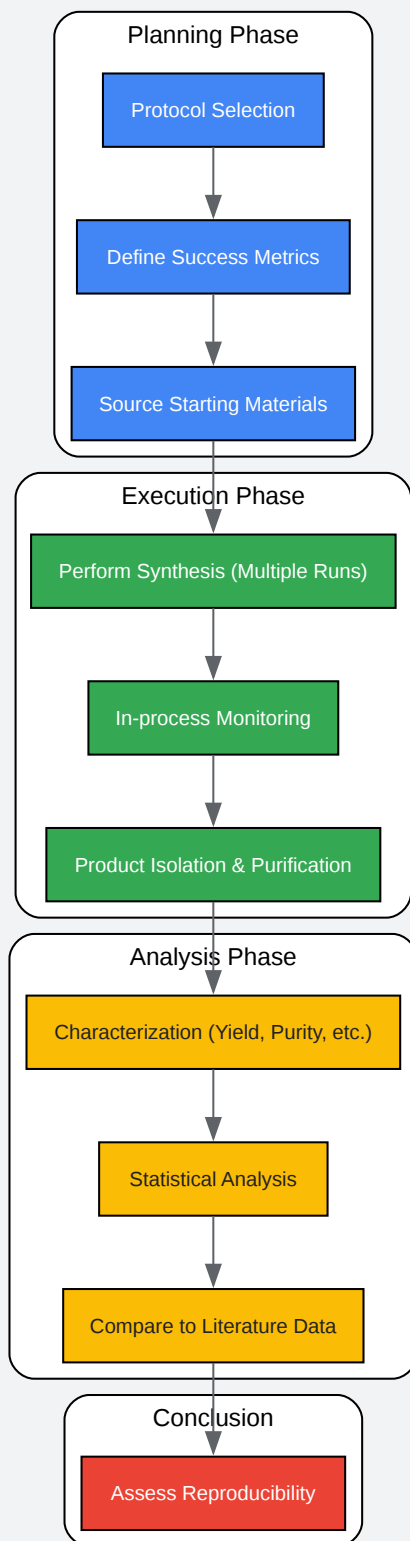 Planning Phase
Protocol Selection
Define Success Metrics
Source Starting Materials
Execution Phase
Perform Synthesis (Multiple Runs)
In-process Monitoring
Product Isolation & Purification
Analysis Phase
Characterization (Yield, Purity, etc.)
Statistical Analysis
Compare to Literature Data
Conclusion
Assess Reproducibility